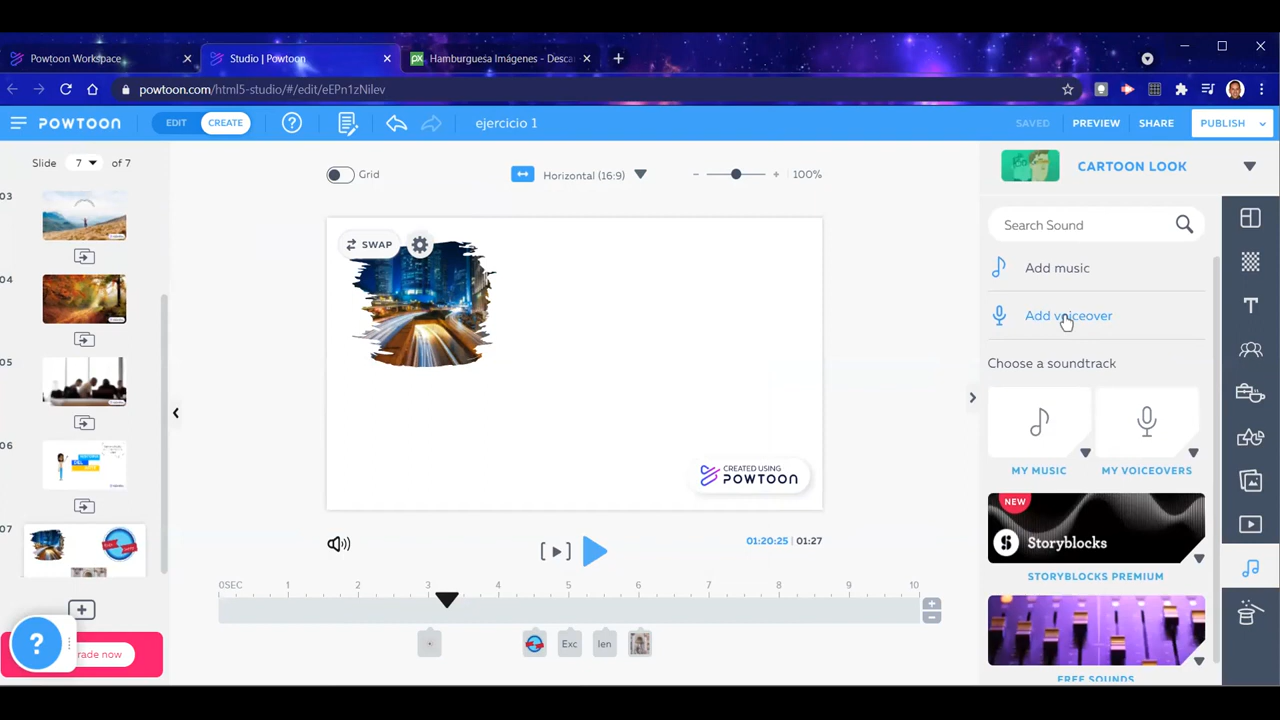 Powtoon Workspace
Studio | Powtoon
Hamburguesa Imágenes - Desca
powtoon.com/html5-studio/#/edit/eEPn1zNilev
POWTOON
EDIT
CREATE
ejercicio 1
SAVED
PREVIEW
SHARE
PUBLISH
Slide 7 of 7
Grid
Horizontal (16:9)
100%
CARTOON LOOK
03
04
05
06
07
SWAP
CREATED USING
POWTOON
Search Sound
Add music
Add voiceover
Choose a soundtrack
MY MUSIC
MY VOICEOVERS
NEW
Storyblocks
STORYBLOCKS PREMIUM
FREE SOUNDS
01:20:25 | 01:27
0SEC 1 2 3 4 5 6 7 8 9 10
Exc
len
?
rade now